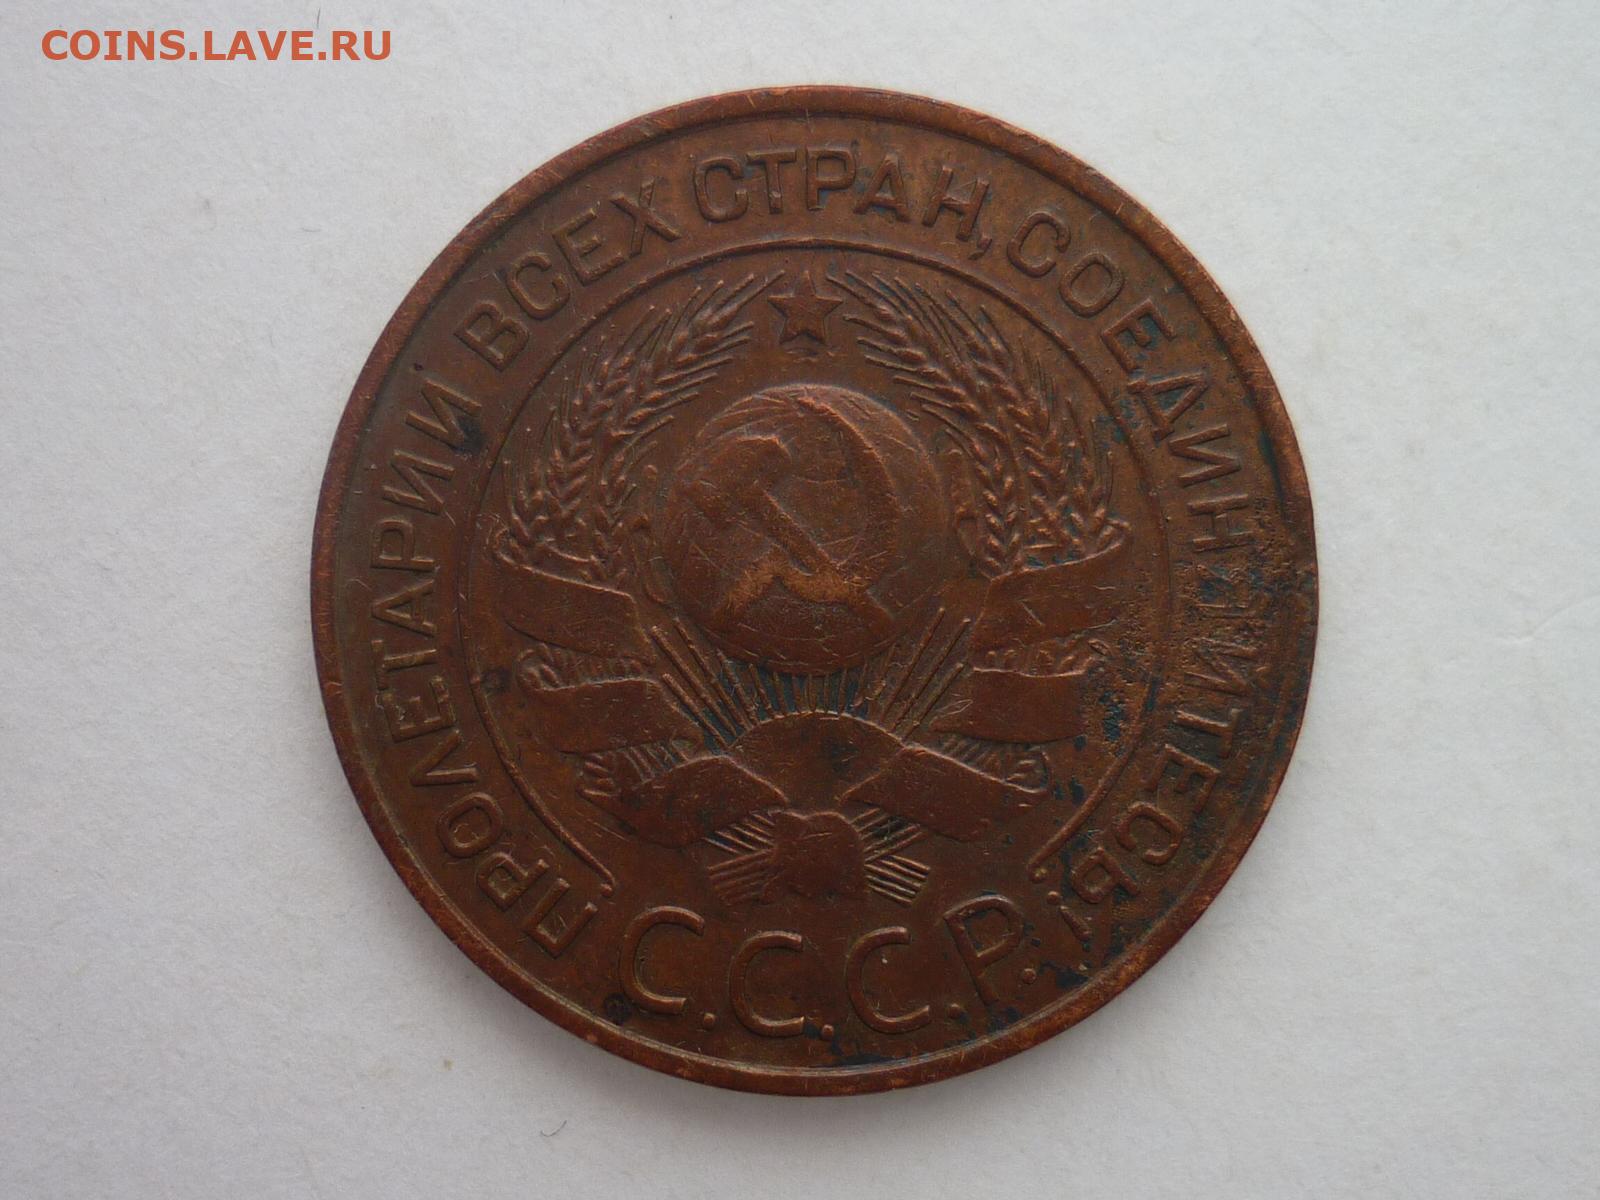 COINS.LAVE.RU
ПРОЛЕТАРИИ ВСЕХ СТРАН, СОЕДИНЯЙТЕСЬ!
С.С.С.Р.